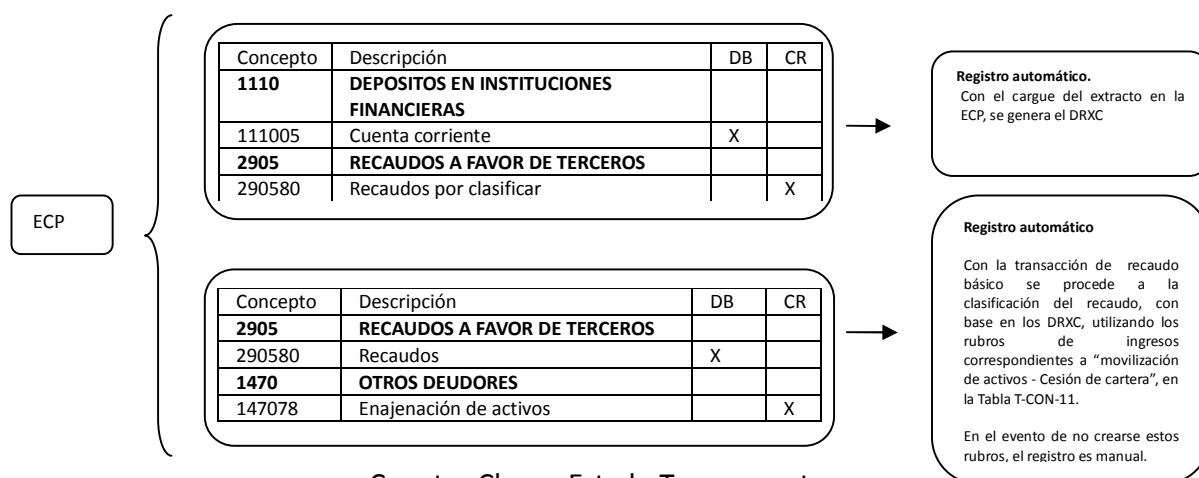 ECP
Concepto Descripción DB CR
1110 DEPOSITOS EN INSTITUCIONES
FINANCIERAS
111005 Cuenta corriente X
2905 RECAUDOS A FAVOR DE TERCEROS
290580 Recaudos por clasificar X
Registro automático.
Con el cargue del extracto en la
ECP, se genera el DRXC
Concepto Descripción DB CR
2905 RECAUDOS A FAVOR DE TERCEROS
290580 Recaudos X
1470 OTROS DEUDORES
147078 Enajenación de activos X
Registro automático
Con la transacción de recaudo
básico se procede a la
clasificación del recaudo, con
base en los DRXC, utilizando los
rubros de ingresos
correspondientes a “movilización
de activos - Cesión de cartera”, en
la Tabla T-CON-11.
En el evento de no crearse estos
rubros, el registro es manual.